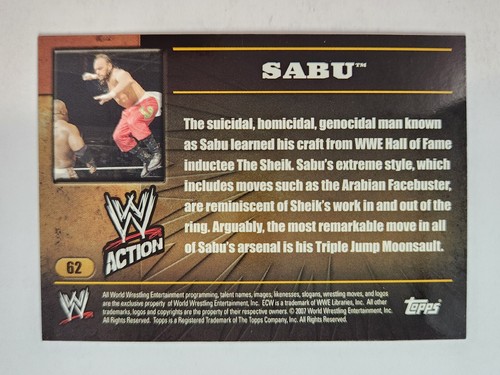 SABU™
The suicidal, homicidal, genocidal man known
as Sabu learned his craft from WWE Hall of Fame
inductee The Sheik. Sabu's extreme style, which
includes moves such as the Arabian Facebuster,
are reminiscent of Sheik's work in and out of the
ring. Arguably, the most remarkable move in all
of Sabu's arsenal is his Triple Jump Moonsault.
W
ACTION
62
W
All World Wrestling Entertainment programming, talent names, images, likenesses, slogans, wrestling moves, and logos
are the exclusive property of World Wrestling Entertainment, Inc. ECW is a trademark of WWE Libraries, Inc. All other
trademarks, logos and copyrights are the property of their respective owners. © 2007 World Wrestling Entertainment, Inc.
All Rights Reserved. Topps is a Registered Trademark of The Topps Company, Inc. All Rights Reserved.
Topps